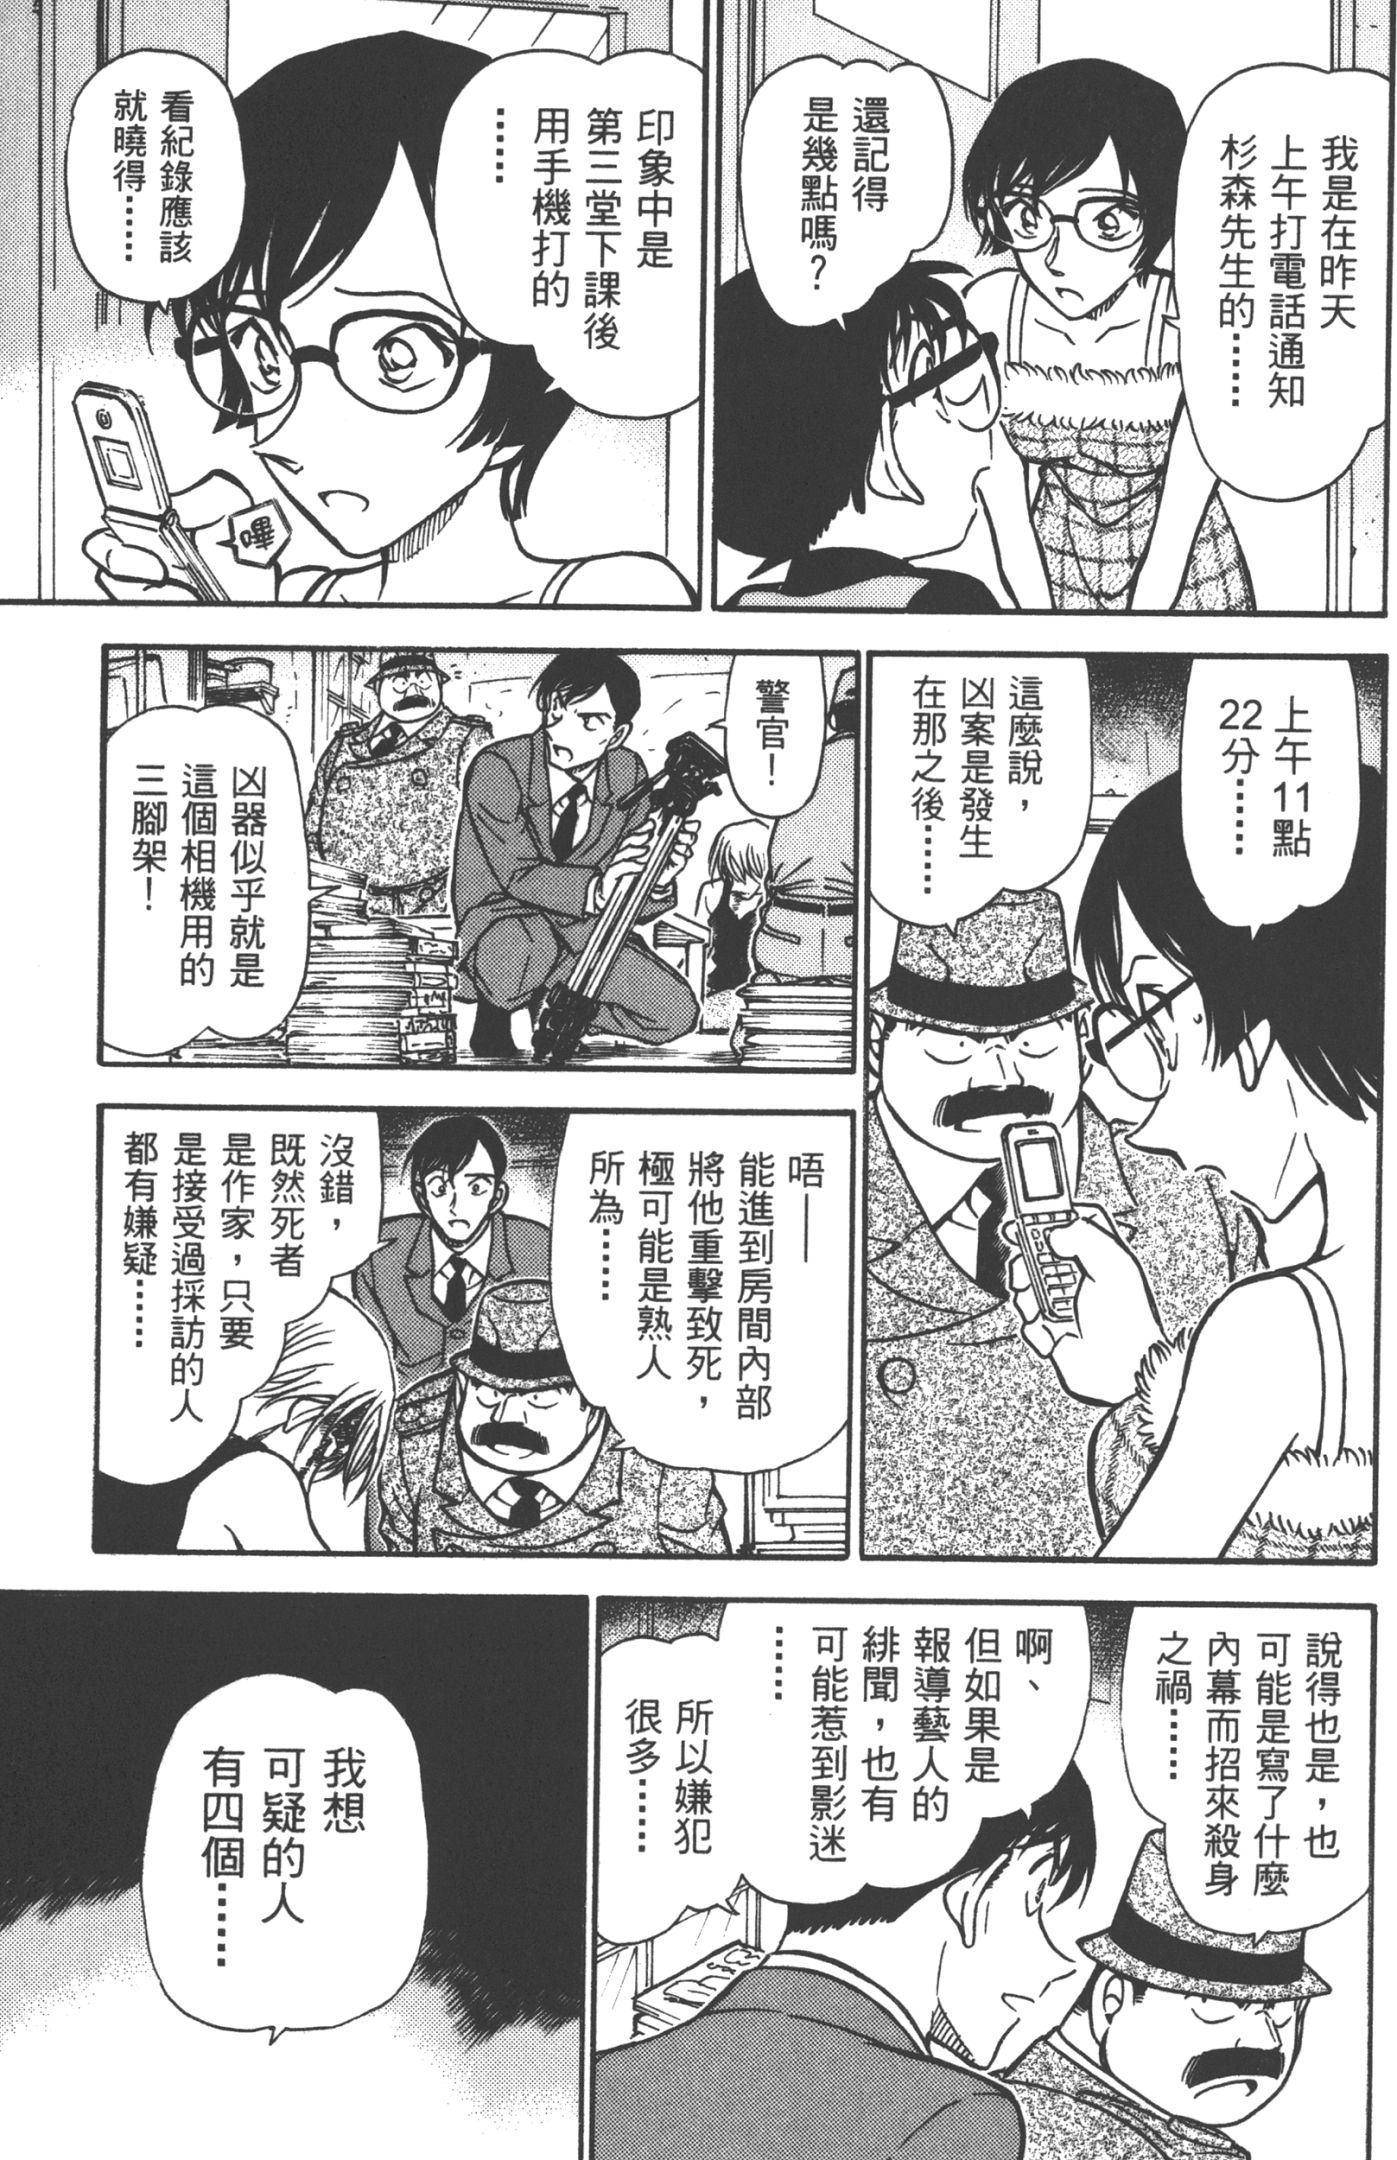 我是在昨天
上午打電話通知
杉森先生的……
還記得
是幾點嗎？
印象中是
第三堂下課後
用手機打的
……
看紀錄應該
就曉得……
嗶
上午11點
22分……
這麼說，
凶案是發生
在那之後……
警官！
凶器似乎就是
這個相機用的
三腳架！
唔——
能進到房間內部
將他重擊致死，
極可能是熟人
所為……
沒錯，
既然死者
是作家，只要
是接受過採訪的人
都有嫌疑……
說得也是，也
可能是寫了什麼
內幕而招來殺身
之禍……
啊、
但如果是
報導藝人的
緋聞，也有
可能惹到影迷
……
所以嫌犯
很多……
我想
可疑的人
有四個……